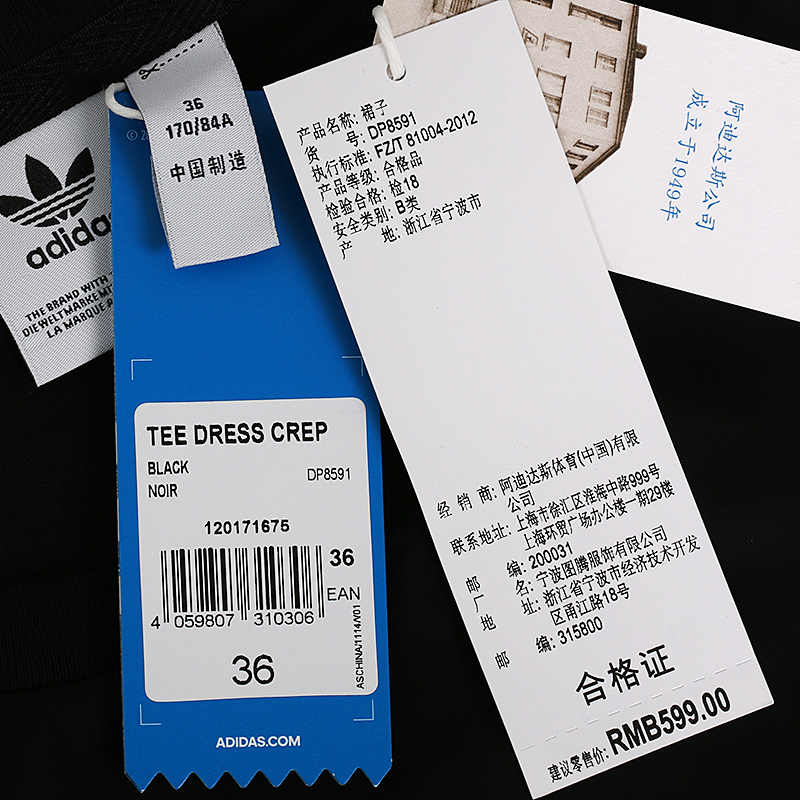 36
170/84A
中国制造
adidas
THE BRAND WITH
DIE WELTMARKE MIT
LA MARQUE
TEE DRESS CREP
BLACK
NOIR
DP8591
120171675
36
EAN
4 059807 310306
36
ASCHINA/1114/V01
ADIDAS.COM
产品名称: 裙子
货 号: DP8591
执行标准: FZ/T 81004-2012
产品等级: 合格品
检验合格: 检18
安全类别: B类
产 地: 浙江省宁波市
经 销 商: 阿迪达斯体育(中国)有限
公司
联系地址: 上海市徐汇区淮海中路999号
上海环贸广场办公楼一期29楼
邮 编: 200031
厂 名: 宁波图腾服饰有限公司
地 址: 浙江省宁波市经济技术开发
区甬江路18号
邮 编: 315800
合格证
建议零售价: RMB599.00
阿迪达斯公司
成立于1949年